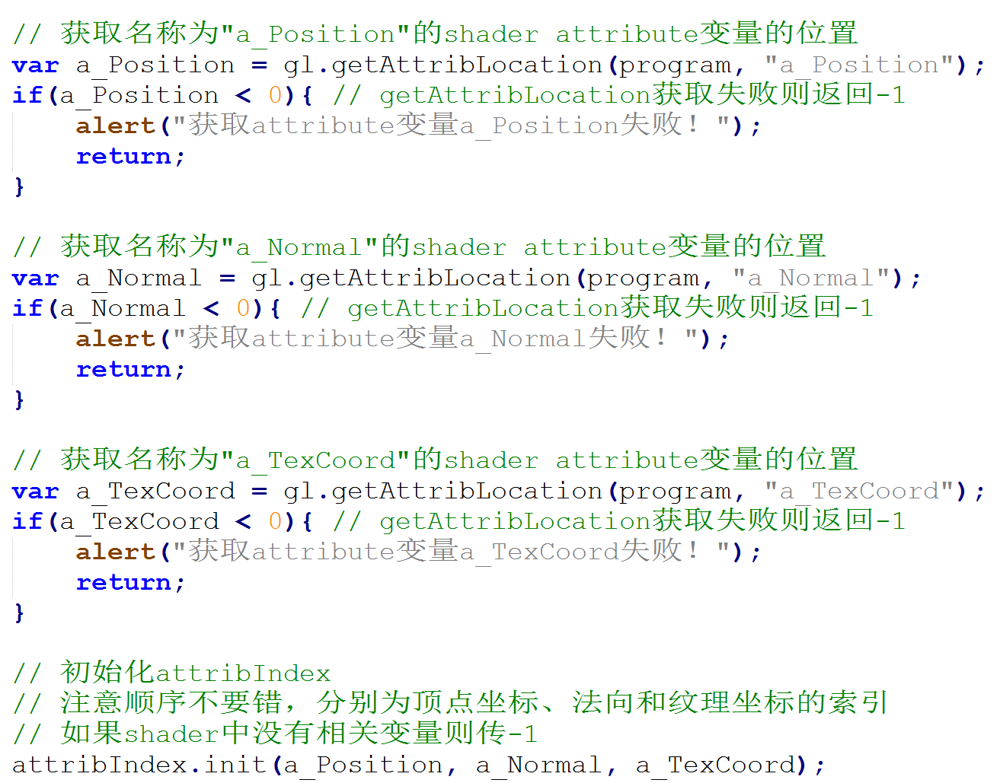 // 获取名称为"a_Position"的shader attribute变量的位置
var a_Position = gl.getAttribLocation(program, "a_Position");
if(a_Position < 0){ // getAttribLocation获取失败则返回-1
    alert("获取attribute变量a_Position失败！");
    return;
}

// 获取名称为"a_Normal"的shader attribute变量的位置
var a_Normal = gl.getAttribLocation(program, "a_Normal");
if(a_Normal < 0){ // getAttribLocation获取失败则返回-1
    alert("获取attribute变量a_Normal失败！");
    return;
}

// 获取名称为"a_TexCoord"的shader attribute变量的位置
var a_TexCoord = gl.getAttribLocation(program, "a_TexCoord");
if(a_TexCoord < 0){ // getAttribLocation获取失败则返回-1
    alert("获取attribute变量a_TexCoord失败！");
    return;
}

// 初始化attribIndex
// 注意顺序不要错，分别为顶点坐标、法向和纹理坐标的索引
// 如果shader中没有相关变量则传-1
attribIndex.init(a_Position, a_Normal, a_TexCoord);